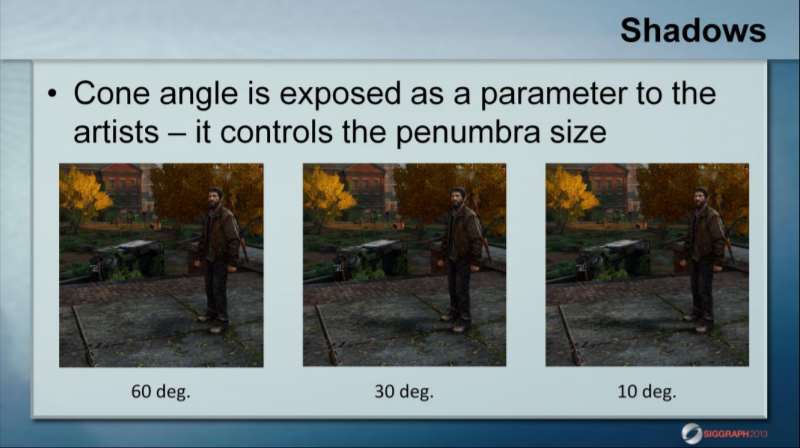 Shadows
• Cone angle is exposed as a parameter to the
artists – it controls the penumbra size
60 deg.
30 deg.
10 deg.
SIGGRAPH2013